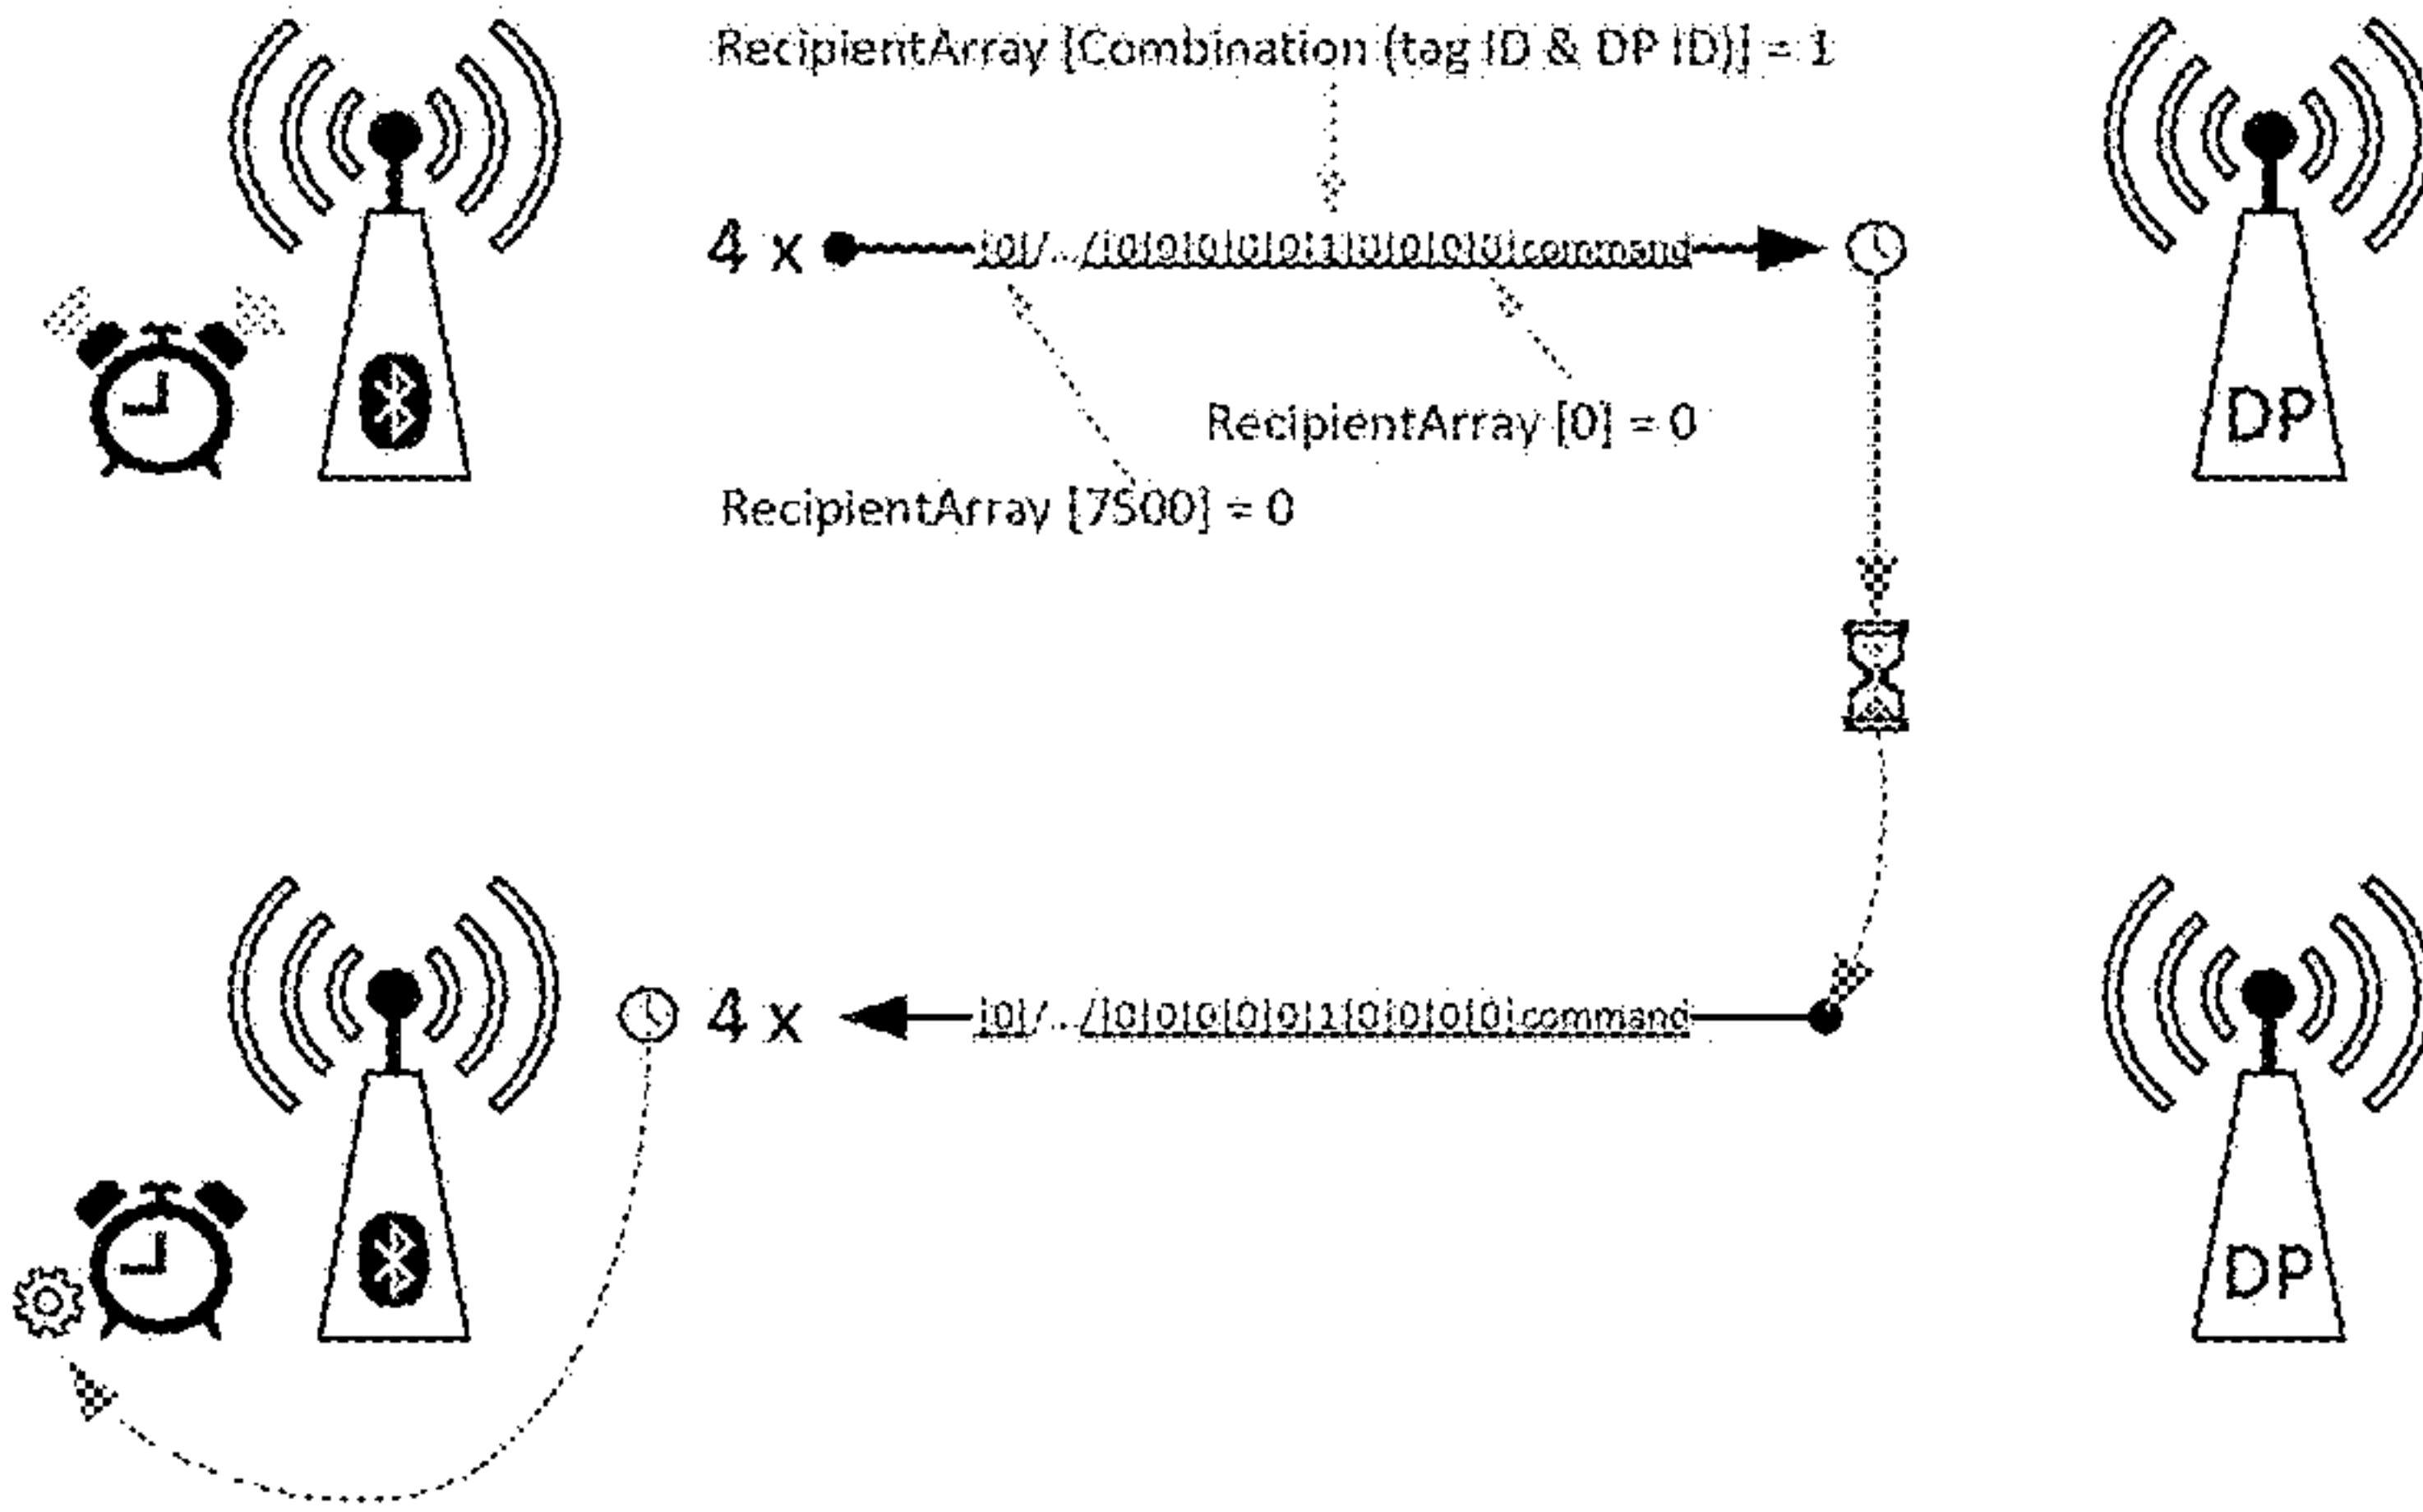 RecipientArray [Combination (tag ID & DP ID)] = 1
4 x |0|/../|0|0|0|0|0|1|0|0|0|0|command
DP
RecipientArray [0] = 0
RecipientArray [7500] = 0
4 x |0|/../|0|0|0|0|0|1|0|0|0|0|command
DP